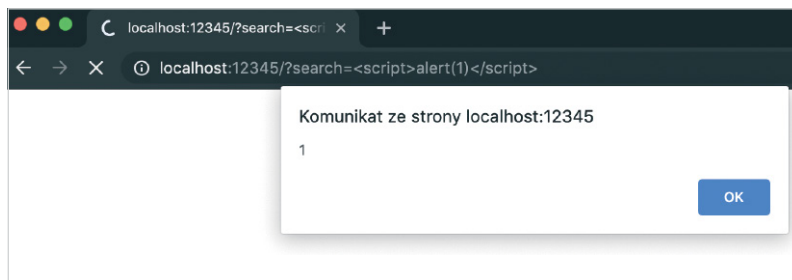 localhost:12345/?search=<scri
localhost:12345/?search=<script>alert(1)</script>
Komunikat ze strony localhost:12345
1
OK